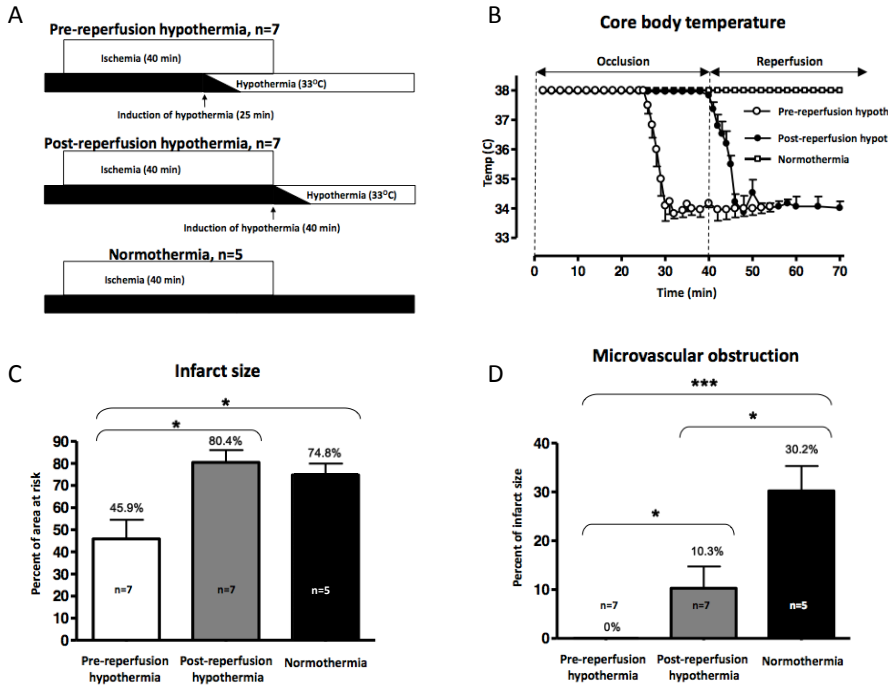 A
Pre-reperfusion hypothermia, n=7
Ischemia (40 min)
Hypothermia (33⁰C)
Induction of hypothermia (25 min)
Post-reperfusion hypothermia, n=7
Ischemia (40 min)
Hypothermia (33⁰C)
Induction of hypothermia (40 min)
Normothermia, n=5
Ischemia (40 min)
B
Core body temperature
Occlusion
Reperfusion
38
37
36
35
34
33
Temp (C)
Pre-reperfusion hypoth
Post-reperfusion hypot
Normothermia
0
10
20
30
40
50
60
70
Time (min)
C
Infarct size
*
*
90
80
70
60
50
40
30
20
10
0
Percent of area at risk
45.9%
80.4%
74.8%
n=7
n=7
n=5
Pre-reperfusion
hypothermia
Post-reperfusion
hypothermia
Normothermia
D
Microvascular obstruction
***
*
*
40
30
20
10
0
Percent of infarct size
30.2%
10.3%
n=7
0%
n=7
n=5
Pre-reperfusion
hypothermia
Post-reperfusion
hypothermia
Normothermia